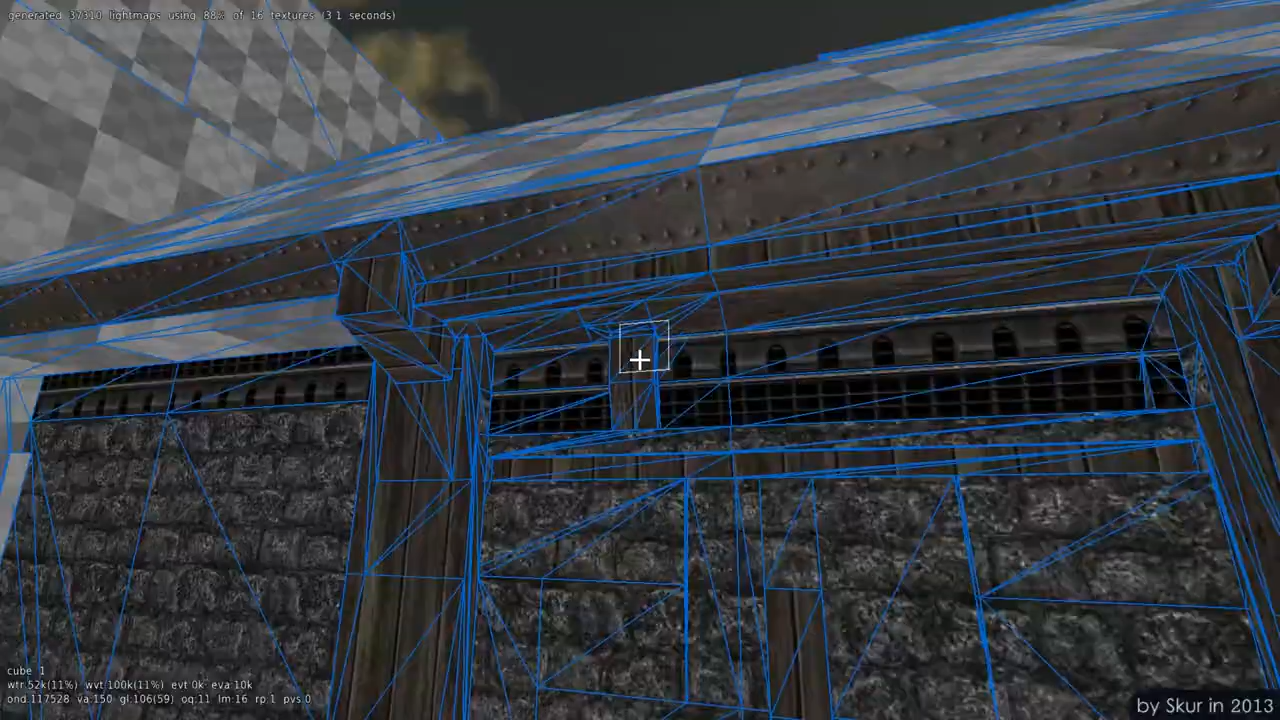 generated 37310 lightmaps using 88% of 16 textures (3.1 seconds)
cube 1
wtr:52k(11%) wvt:100k(11%) evt:0k eva:10k
ond:117528 va:150 gl:106(59) oq:11 lm:16 rp:1 pvs:0
by Skur in 2013